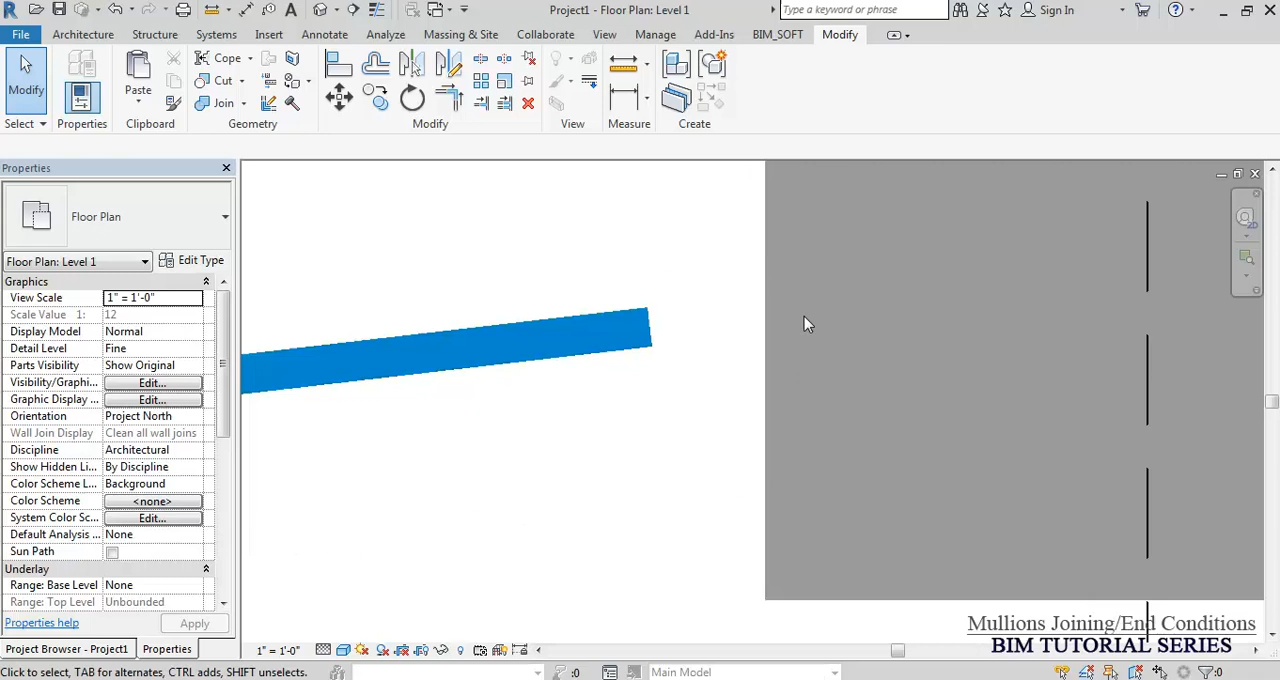 Project1 - Floor Plan: Level 1
Type a keyword or phrase
Sign In
File
Architecture
Structure
Systems
Insert
Annotate
Analyze
Massing & Site
Collaborate
View
Manage
Add-Ins
BIM_SOFT
Modify
Modify
Paste
Cope
Cut
Join
Select
Properties
Clipboard
Geometry
Modify
View
Measure
Create
Properties
Floor Plan
Floor Plan: Level 1
Edit Type
Graphics
View Scale 1" = 1'-0"
Scale Value 1: 12
Display Model Normal
Detail Level Fine
Parts Visibility Show Original
Visibility/Graphi... Edit...
Graphic Display ... Edit...
Orientation Project North
Wall Join Display Clean all wall joins
Discipline Architectural
Show Hidden Li... By Discipline
Color Scheme L... Background
Color Scheme <none>
System Color Sc... Edit...
Default Analysis ... None
Sun Path
Underlay
Range: Base Level None
Range: Top Level Unbounded
Properties help
Apply
Project Browser - Project1
Properties
1" = 1'-0"
2D
Mullions Joining/End Conditions
BIM TUTORIAL SERIES
Click to select, TAB for alternates, CTRL adds, SHIFT unselects.
:0
Main Model
:0